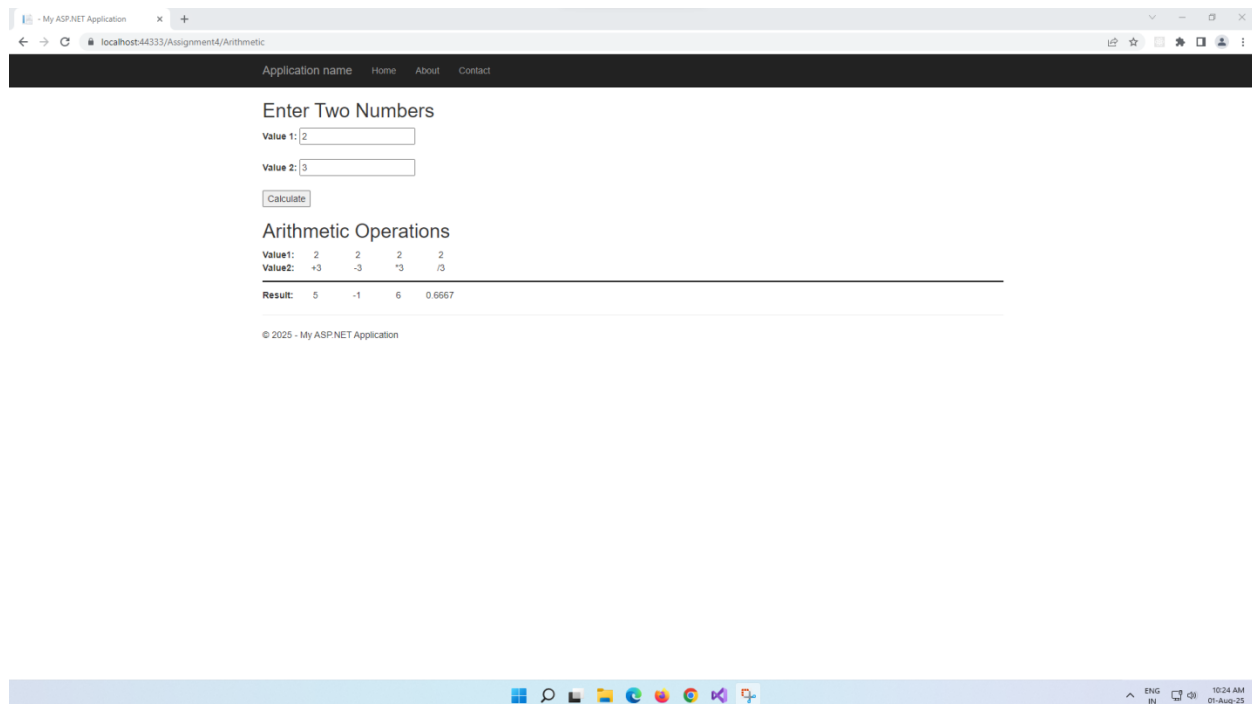 - My ASP.NET Application
localhost:44333/Assignment4/Arithmetic
Application name Home About Contact
Enter Two Numbers
Value 1: 2
Value 2: 3
Calculate
Arithmetic Operations
Value1: 2 2 2 2
Value2: +3 -3 *3 /3
Result: 5 -1 6 0.6667
© 2025 - My ASP.NET Application
ENG 10:24 AM
IN 01-Aug-25